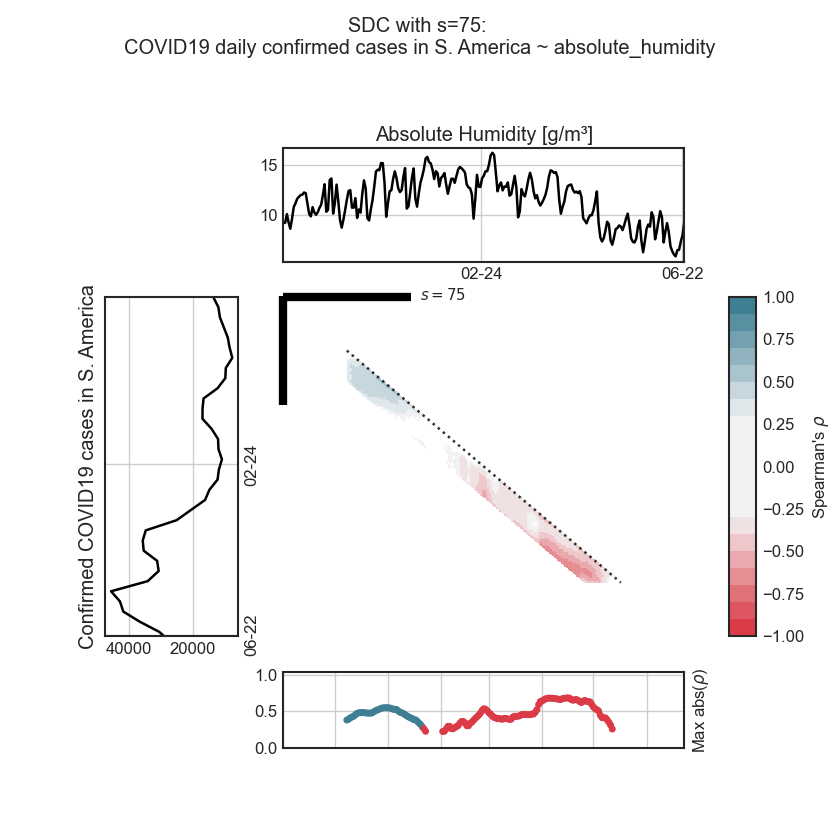 SDC with s=75:
COVID19 daily confirmed cases in S. America ~ absolute_humidity
Absolute Humidity [g/m³]
15
10
02-24
06-22
s = 75
Confirmed COVID19 cases in S. America
02-24
06-22
40000
20000
1.00
0.75
0.50
0.25
0.00
−0.25
−0.50
−0.75
−1.00
Spearman's ρ
1.0
0.5
0.0
Max abs(ρ)